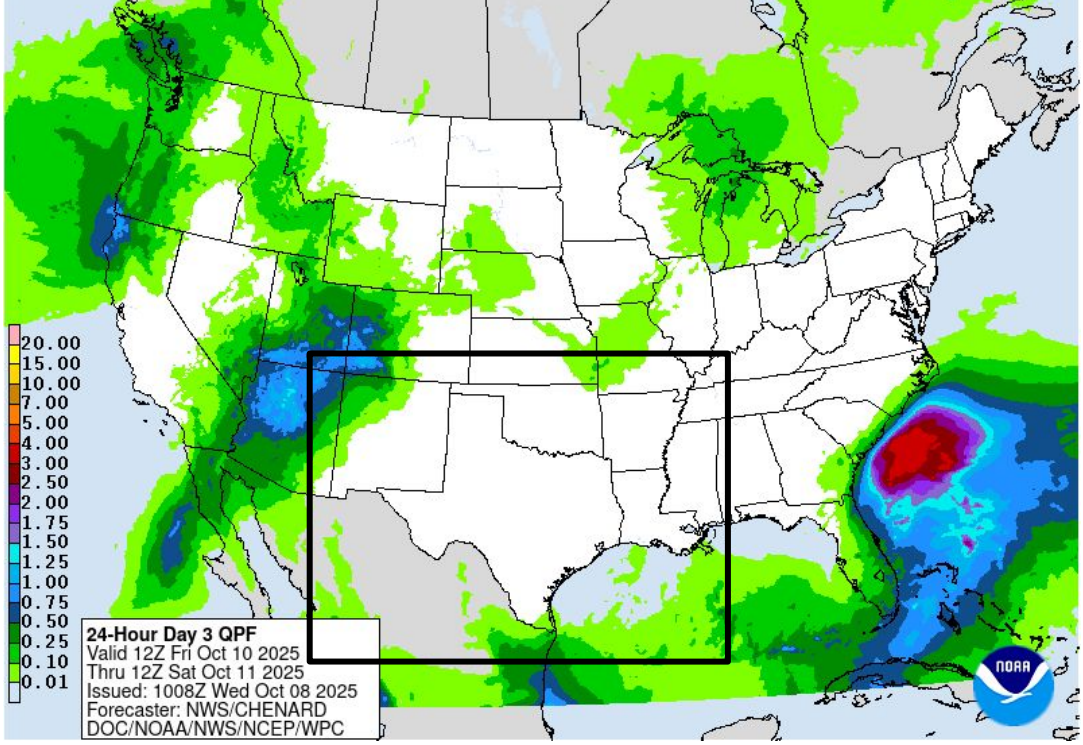 20.00
15.00
10.00
7.00
5.00
4.00
3.00
2.50
2.00
1.75
1.50
1.25
1.00
0.75
0.50
0.25
0.10
0.01
24-Hour Day 3 QPF
Valid 12Z Fri Oct 10 2025
Thru 12Z Sat Oct 11 2025
Issued: 1008Z Wed Oct 08 2025
Forecaster: NWS/CHENARD
DOC/NOAA/NWS/NCEP/WPC
NOAA